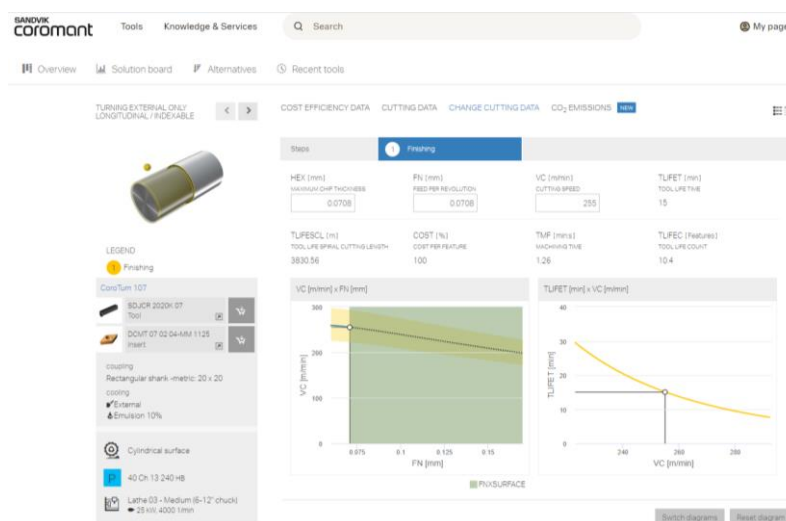 SANDVIK
Coromant
Tools Knowledge & Services Search My page
Overview Solution board Alternatives Recent tools
TURNING EXTERNAL ONLY
LONGITUDINAL / INDEXABLE
COST EFFICIENCY DATA CUTTING DATA CHANGE CUTTING DATA CO2 EMISSIONS NEW
Steps 1 Finishing
HEX [mm] FN [mm] VC [m/min] TLIFET [min]
MAXIMUM CHIP THICKNESS FEED PER REVOLUTION CUTTING SPEED TOOL LIFE TIME
0.0708 0.0708 255 15
TLIFESCL [m] COST [%] TMF [min:s] TLIFEC [Features]
TOOL LIFE SPIRAL CUTTING LENGTH COST PER FEATURE MACHINING TIME TOOL LIFE COUNT
3830.56 100 1:26 10.4
LEGEND
1 Finishing
CoroTurn 107
SDJCR 2020K 07
Tool
DCMT 07 02 04-MM 1125
Insert
coupling
Rectangular shank -metric: 20 x 20
cooling
External
Emulsion 10%
Cylindrical surface
P 40 Ch 13 240 HB
Lathe 03 - Medium (6-12" chuck)
25 kW, 4000 1/min
VC [m/min] x FN [mm]
300
200
100
0
VC [m/min]
0.075 0.1 0.125 0.15
FN [mm]
FNXSURFACE
TLIFET [min] x VC [m/min]
40
30
20
10
0
TLIFET [min]
240 260 280
VC [m/min]
Switch diagrams Reset diagram